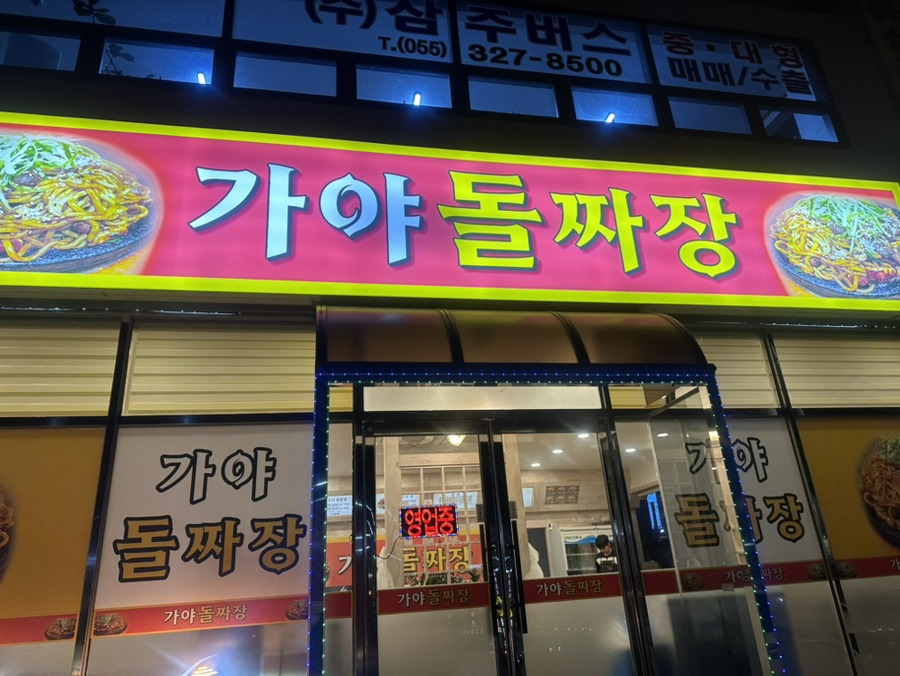 (주)삼주버스
T.(055) 327-8500
중·대형
매매/수출
가야돌짜장
가야
돌짜장
가야돌짜장
영업중
돌짜장
가야돌짜장
가야돌짜장
가야
돌짜장
가야돌짜장